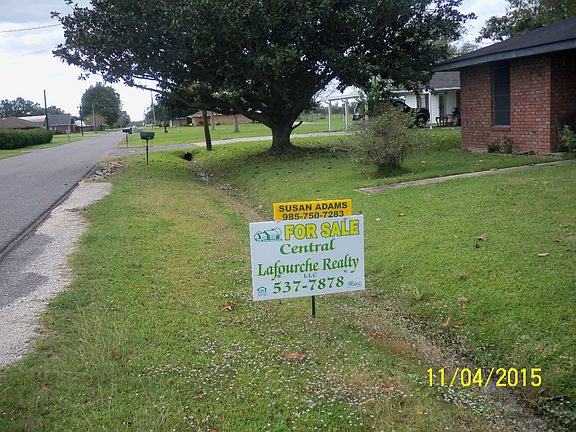 SUSAN ADAMS
985-750-7283
FOR SALE
Central
Lafourche Realty
LLC
537-7878
11/04/2015